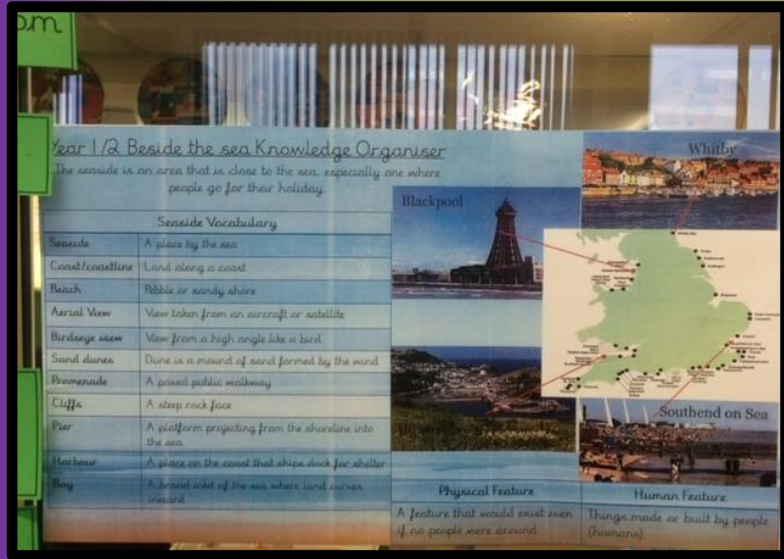 om
Year 1/2 Beside the sea Knowledge Organiser
The seaside is an area that is close to the sea, especially one where
people go for their holiday.
Seaside Vocabulary
Seaside A place by the sea
Coast/coastline Land along a coast
Beach Pebble or sandy shore
Aerial View View taken from an aircraft or satellite
Birdseye view View from a high angle like a bird
Sand dunes Dune is a mound of sand formed by the wind
Promenade A paved public walkway
Cliffs A steep rock face
Pier A platform projecting from the shoreline into
the sea.
Harbour A place on the coast that ships dock for shelter
Bay A broad inlet of the sea where land curves
inward
Blackpool
Whitby
Southend on Sea
Physical Feature
A feature that would exist even
if no people were around
Human Feature
Things made or built by people
(humans)